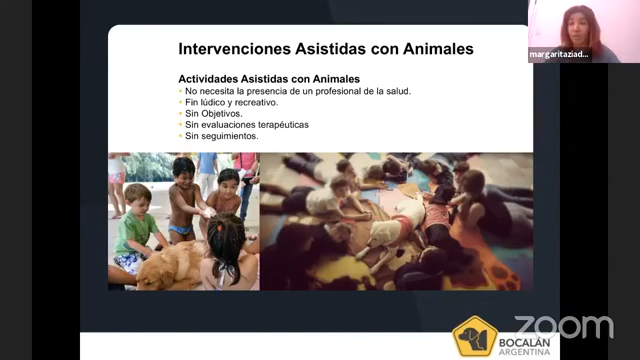 Intervenciones Asistidas con Animales
margaritaziad...
Actividades Asistidas con Animales
• No necesita la presencia de un profesional de la salud.
• Fin lúdico y recreativo.
• Sin Objetivos.
• Sin evaluaciones terapéuticas
• Sin seguimientos.
BOCALÁN
ARGENTINA
zoom